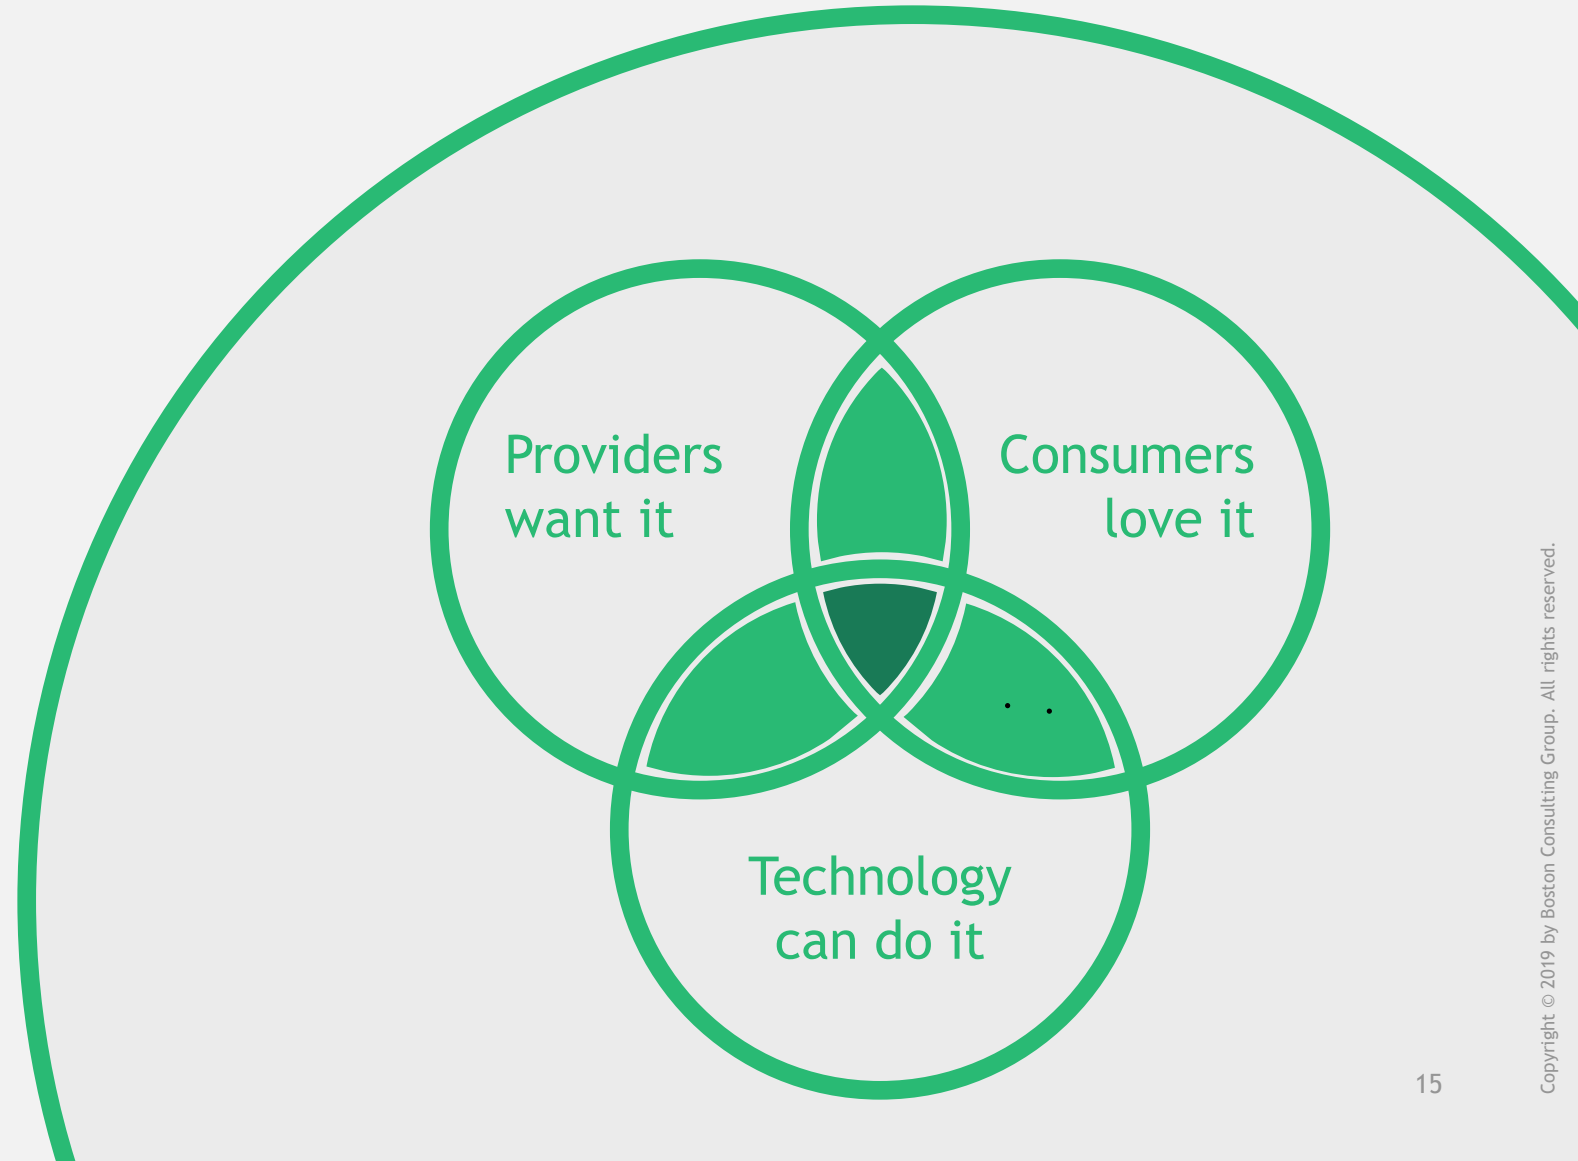 Providers
want it
Consumers
love it
Technology
can do it
15
Copyright © 2019 by Boston Consulting Group. All rights reserved.